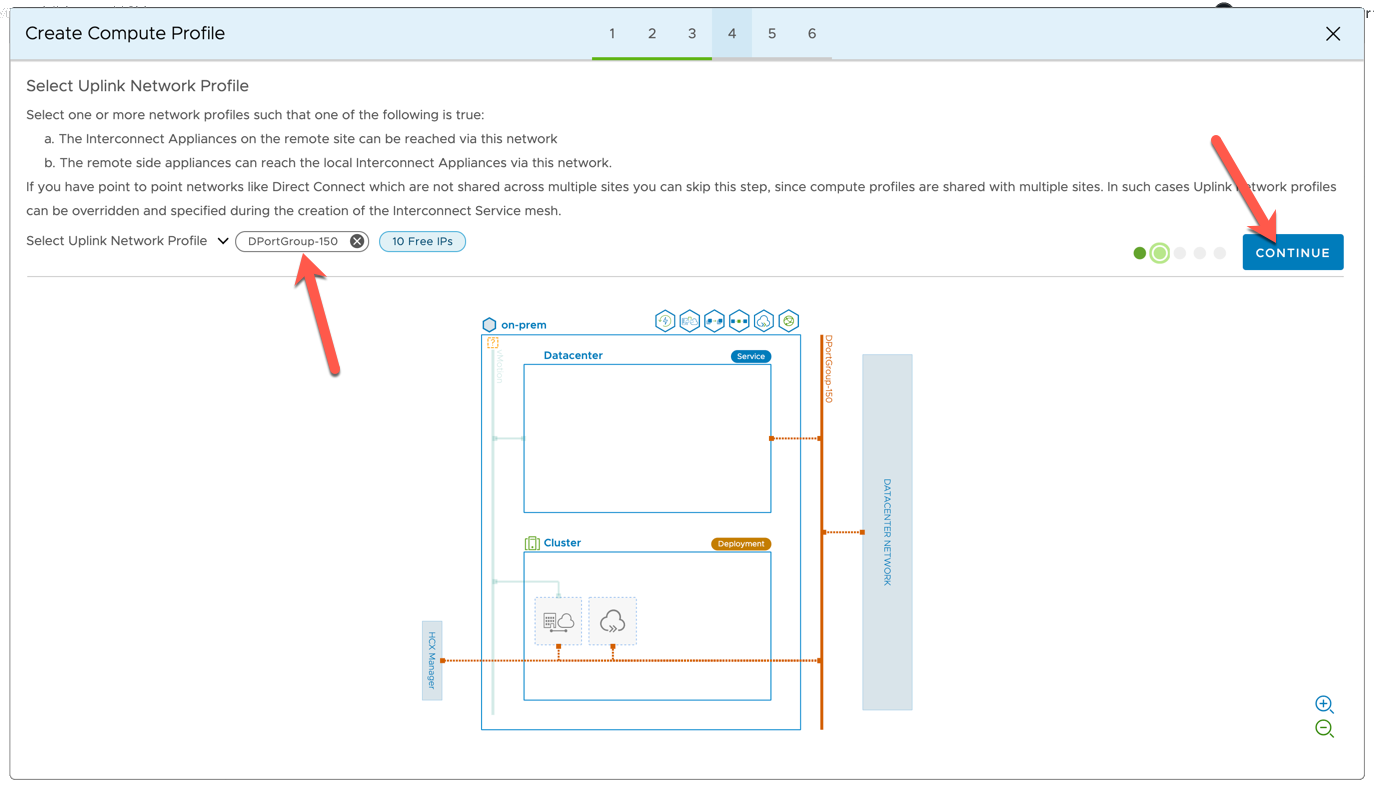 Create Compute Profile
1 2 3 4 5 6
Select Uplink Network Profile
Select one or more network profiles such that one of the following is true:
a. The Interconnect Appliances on the remote site can be reached via this network
b. The remote side appliances can reach the local Interconnect Appliances via this network.
If you have point to point networks like Direct Connect which are not shared across multiple sites you can skip this step, since compute profiles are shared with multiple sites. In such cases Uplink Network profiles
can be overridden and specified during the creation of the Interconnect Service mesh.
Select Uplink Network Profile DPortGroup-150 10 Free IPs
CONTINUE
on-prem
?
vMotion
Datacenter
Service
DPortGroup-150
DATACENTER NETWORK
Cluster
Deployment
HCX Manager